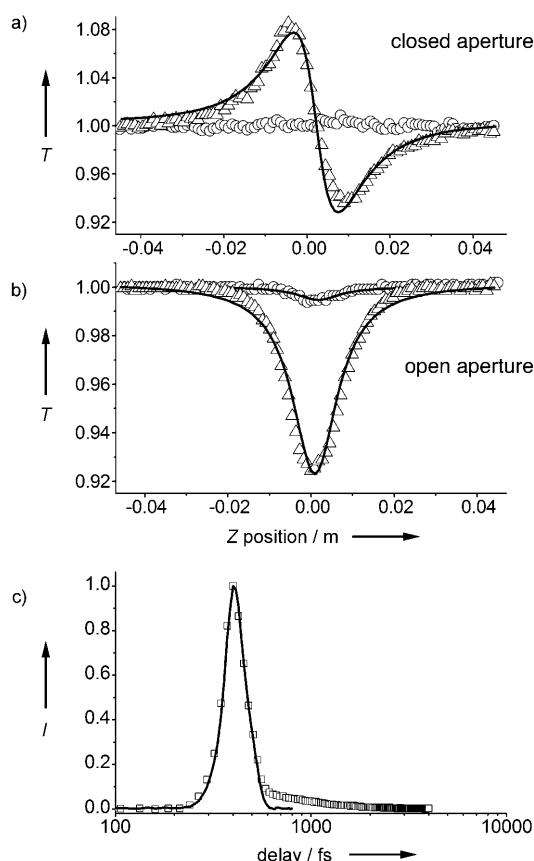 a)
1.08
1.04
1.00
0.96
0.92
T
closed aperture
-0.04 -0.02 0.00 0.02 0.04
b)
1.00
0.98
0.96
0.94
0.92
T
open aperture
-0.04 -0.02 0.00 0.02 0.04
Z position / m
c)
1.0
0.8
0.6
0.4
0.2
0.0
I
100 1000 10000
delay / fs